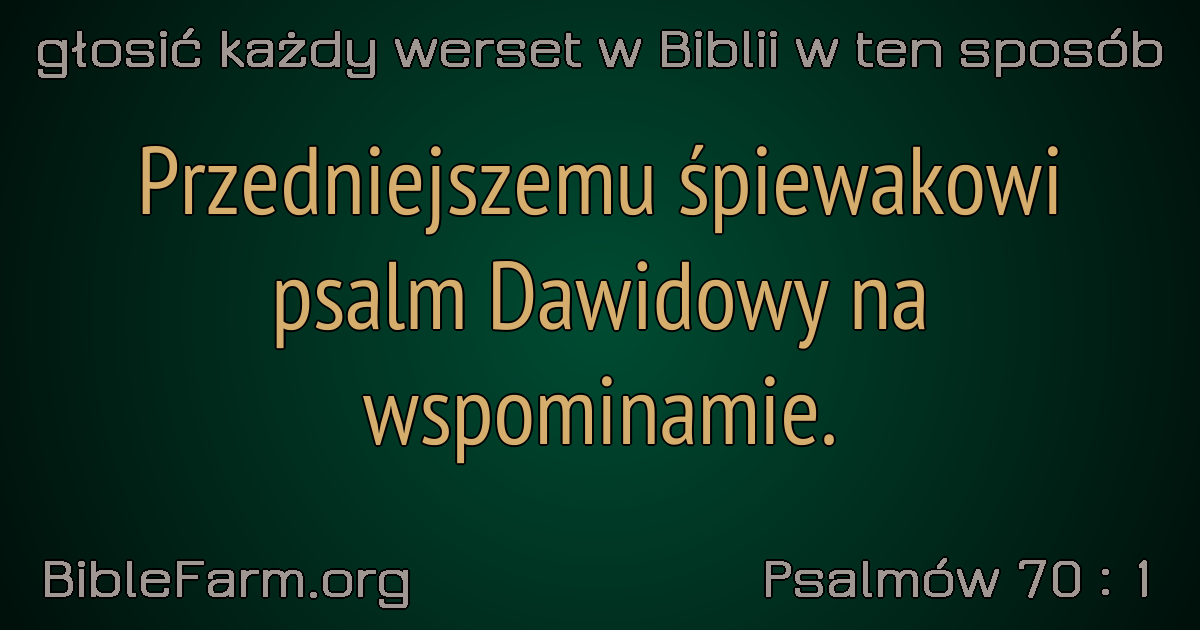 głosić każdy werset w Biblii w ten sposób
Przedniejszemu śpiewakowi
psalm Dawidowy na
wspominamie.
BibleFarm.org
Psalmów 70 : 1